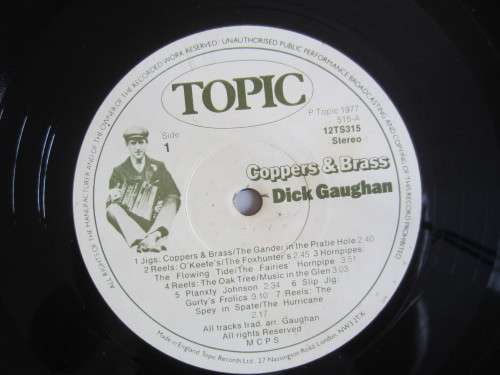 ALL RIGHTS OF THE MANUFACTURER AND OF THE OWNER OF THE RECORDED WORK RESERVED · UNAUTHORISED PUBLIC PERFORMANCE BROADCASTING AND COPYING OF THIS RECORD PROHIBITED
TOPIC
P Topic 1977
515-A
12TS315
Stereo
Side
1
Coppers & Brass
Dick Gaughan
1 Jigs: Coppers & Brass/The Gander in the Pratie Hole 2.40
2 Reels: O'Keefe's/The Foxhunter's 2.45 3 Hornpipes:
The Flowing Tide/The Fairies' Hornpipe 3.51
4 Reels: The Oak Tree/Music in the Glen 3.03
5 Planxty Johnson 2.34 6 Slip Jig:
Gurty's Frolics 3.10 7 Reels: The
Spey in Spate/The Hurricane
2.17
All tracks trad. arr. Gaughan
All rights Reserved
M C P S
Made in England, Topic Records Ltd., 27 Nassington Road, London, NW3 2TX